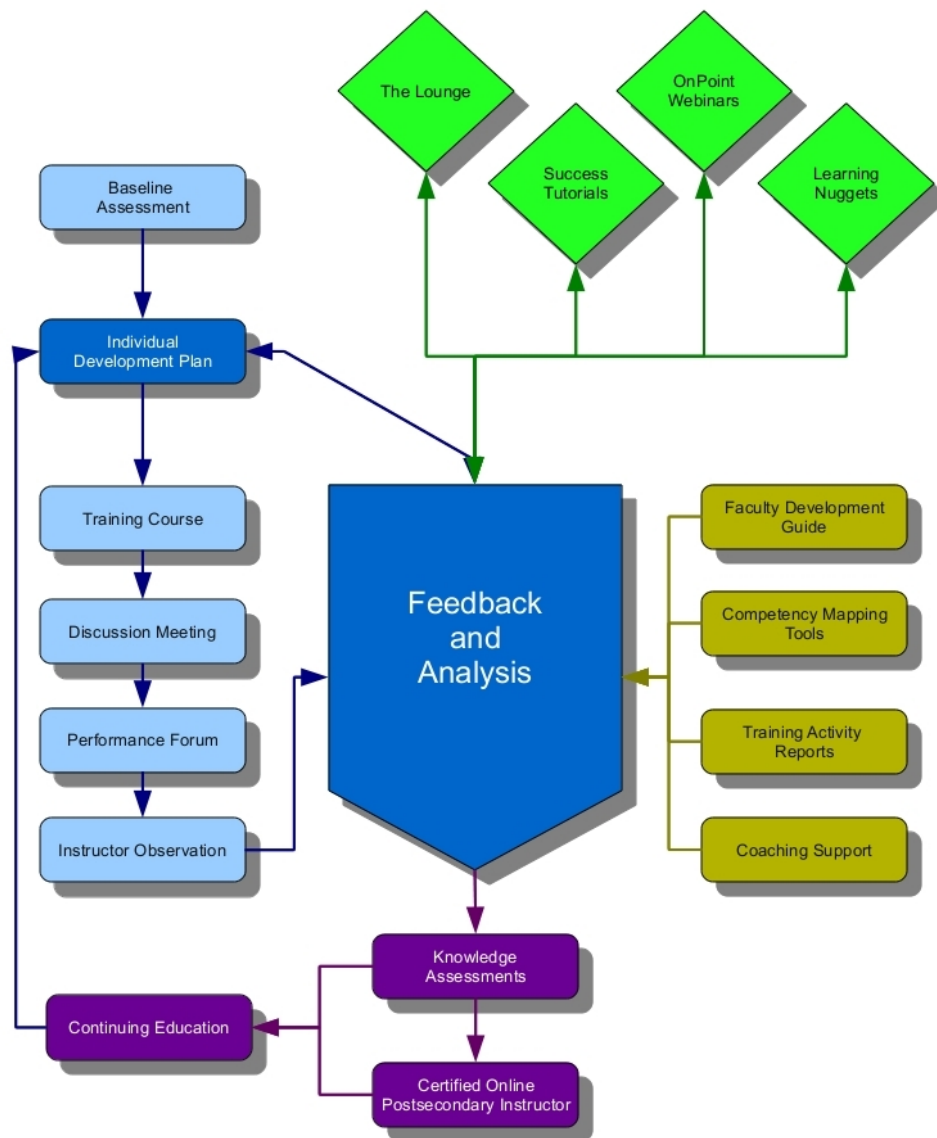 The Lounge
OnPoint
Webinars
Success
Tutorials
Learning
Nuggets
Baseline
Assessment
Individual
Development Plan
Training Course
Discussion Meeting
Performance Forum
Instructor Observation
Feedback
and
Analysis
Faculty Development
Guide
Competency Mapping
Tools
Training Activity
Reports
Coaching Support
Knowledge
Assessments
Continuing Education
Certified Online
Postsecondary Instructor